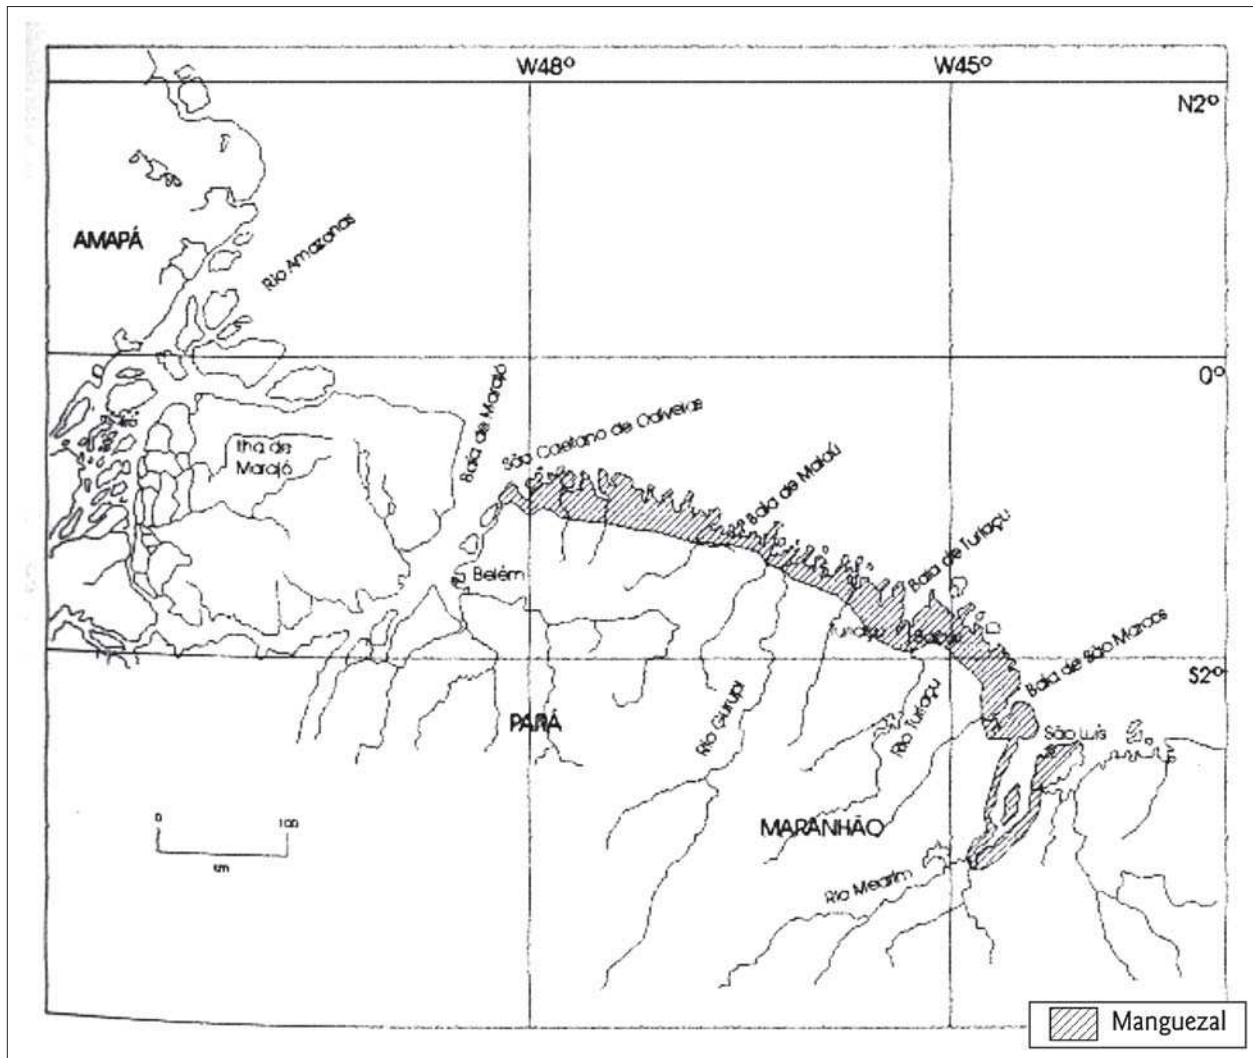 W48°
W45°
N2°
AMAPÁ
Rio Amazonas
0°
Baía de Marajó
São Caetano de Odivelas
Ilha de
Marajó
Baía de
Baía de Turiaçu
Belém
Turiaçu
Baía de São Marcos
S2°
PARÁ
Rio Gurupi
Rio Turiaçu
São Luís
0
100
km
MARANHÃO
Rio Mearim
Manguezal